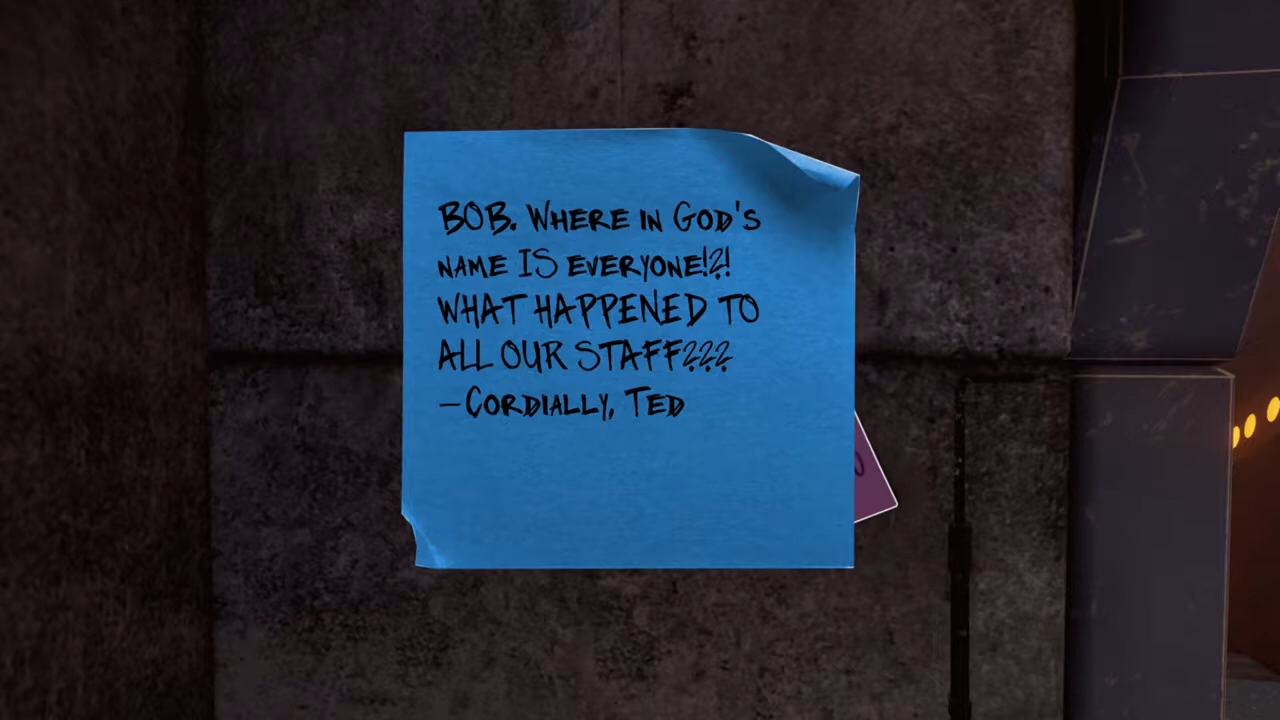 BOB. WHERE IN GOD'S
NAME IS EVERYONE!?!
WHAT HAPPENED TO
ALL OUR STAFF???
—CORDIALLY, TED